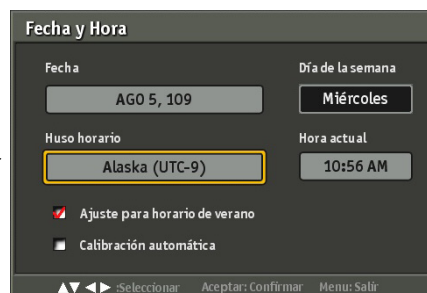 Fecha y Hora
Fecha
Día de la semana
AGO 5, 109
Miércoles
Huso horario
Hora actual
Alaska (UTC-9)
10:56 AM
Ajuste para horario de verano
Calibración automática
:Seleccionar Aceptar: Confirmar Menu: Salir